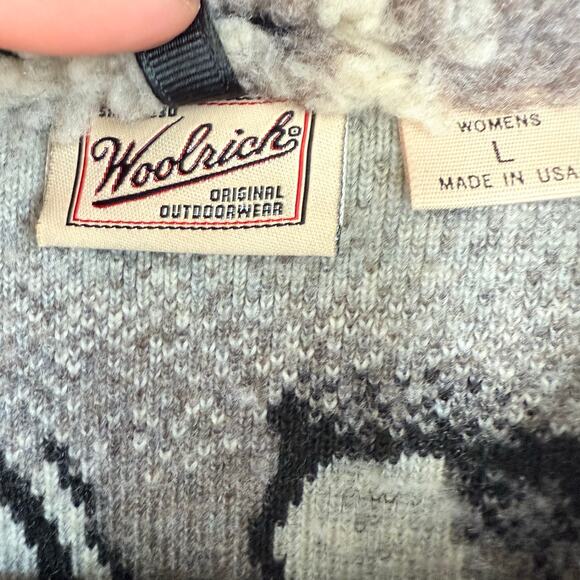 Woolrich®
ORIGINAL
OUTDOORWEAR
WOMENS
L
MADE IN USA